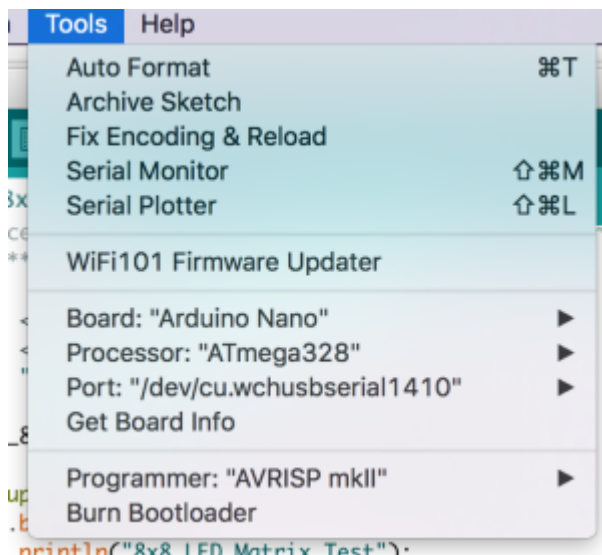 Tools Help
Auto Format ⌘T
Archive Sketch
Fix Encoding & Reload
Serial Monitor ⇧⌘M
Serial Plotter ⇧⌘L
WiFi101 Firmware Updater
Board: "Arduino Nano"
Processor: "ATmega328"
Port: "/dev/cu.wchusbserial1410"
Get Board Info
Programmer: "AVRISP mkII"
Burn Bootloader
println("8x8 LED Matrix Test");